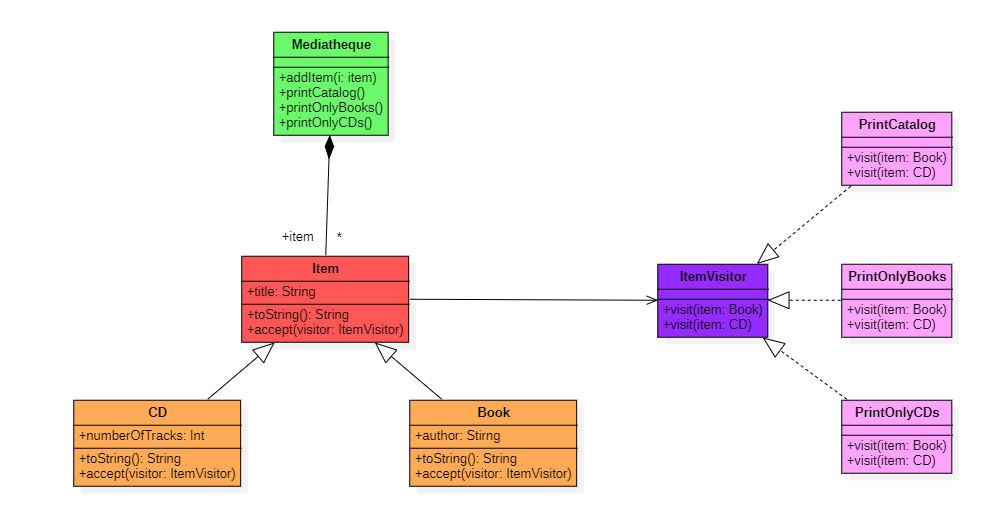 Mediatheque
+addItem(i: item)
+printCatalog()
+printOnlyBooks()
+printOnlyCDs()
+item *
Item
+title: String
+toString(): String
+accept(visitor: ItemVisitor)
CD
+numberOfTracks: Int
+toString(): String
+accept(visitor: ItemVisitor)
Book
+author: Stirng
+toString(): String
+accept(visitor: ItemVisitor)
ItemVisitor
+visit(item: Book)
+visit(item: CD)
PrintCatalog
+visit(item: Book)
+visit(item: CD)
PrintOnlyBooks
+visit(item: Book)
+visit(item: CD)
PrintOnlyCDs
+visit(item: Book)
+visit(item: CD)